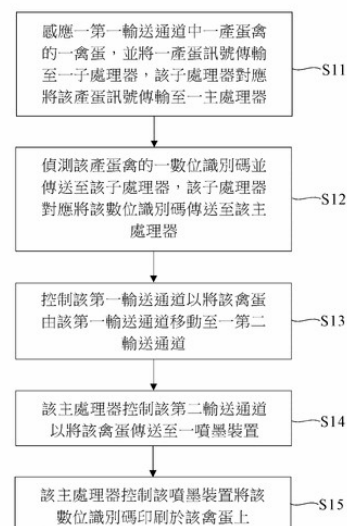 感應一第一輸送通道中一產蛋禽
的一禽蛋，並將一產蛋訊號傳輸
至一子處理器，該子處理器對應
將該產蛋訊號傳輸至一主處理器
S11
偵測該產蛋禽的一數位識別碼並
傳送至該子處理器，該子處理器
對應將該數位識別碼傳送至該主
處理器
S12
控制該第一輸送通道以將該禽蛋
由該第一輸送通道移動至一第二
輸送通道
S13
該主處理器控制該第二輸送通道
以將該禽蛋傳送至一噴墨裝置
S14
該主處理器控制該噴墨裝置將該
數位識別碼印刷於該禽蛋上
S15